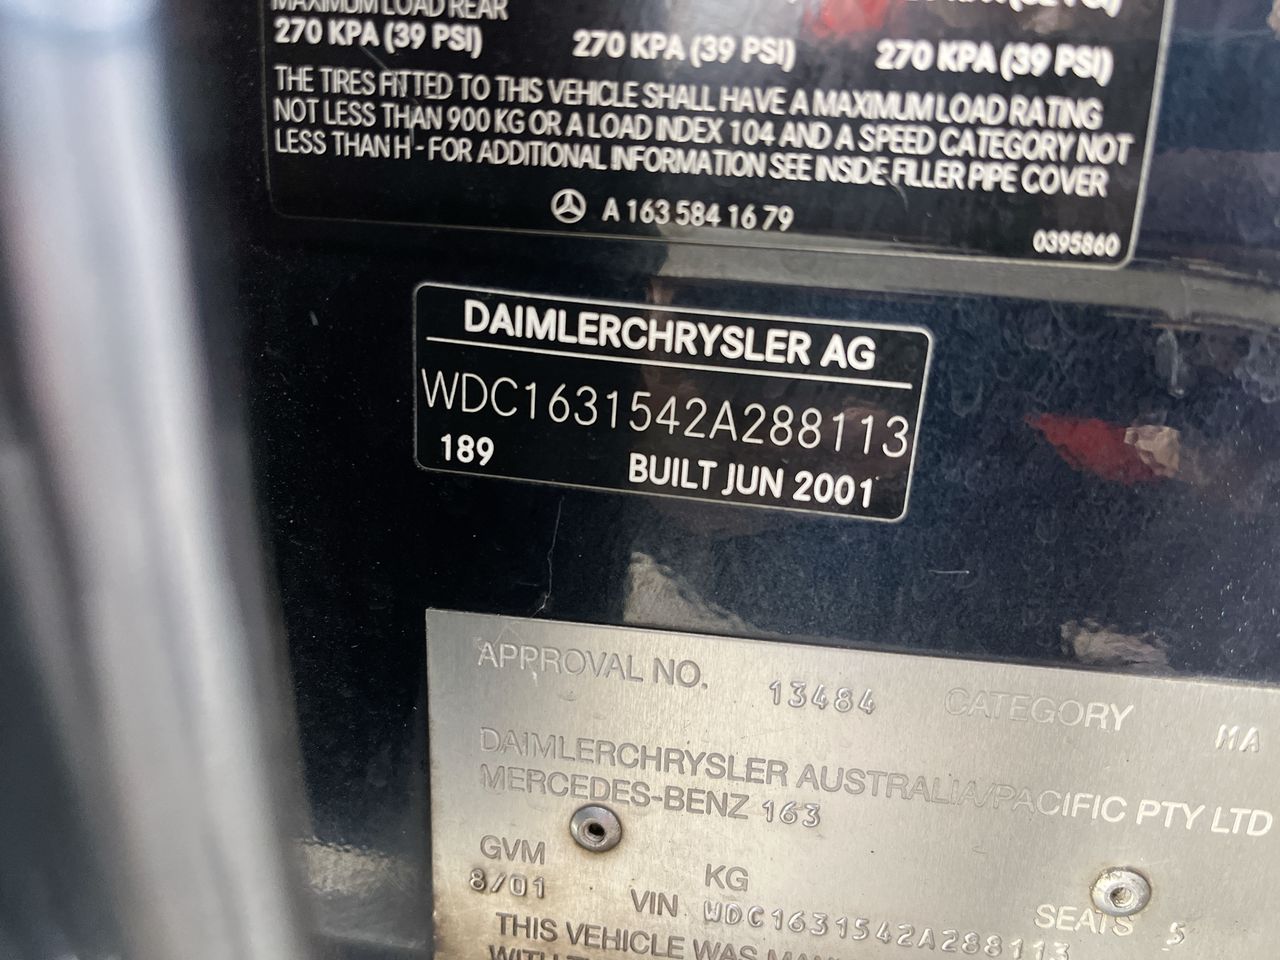 MAXIMUM LOAD REAR
270 KPA (39 PSI) 270 KPA (39 PSI) 270 KPA (39 PSI)
THE TIRES FITTED TO THIS VEHICLE SHALL HAVE A MAXIMUM LOAD RATING
NOT LESS THAN 900 KG OR A LOAD INDEX 104 AND A SPEED CATEGORY NOT
LESS THAN H - FOR ADDITIONAL INFORMATION SEE INSIDE FILLER PIPE COVER
A 163 584 16 79
0395860
DAIMLERCHRYSLER AG
WDC1631542A288113
189 BUILT JUN 2001
APPROVAL NO. 13484 CATEGORY MA
DAIMLERCHRYSLER AUSTRALIA/PACIFIC PTY LTD
MERCEDES-BENZ 163
GVM KG
8/01 VIN WDC1631542A288113 SEATS 5
THIS VEHICLE WAS